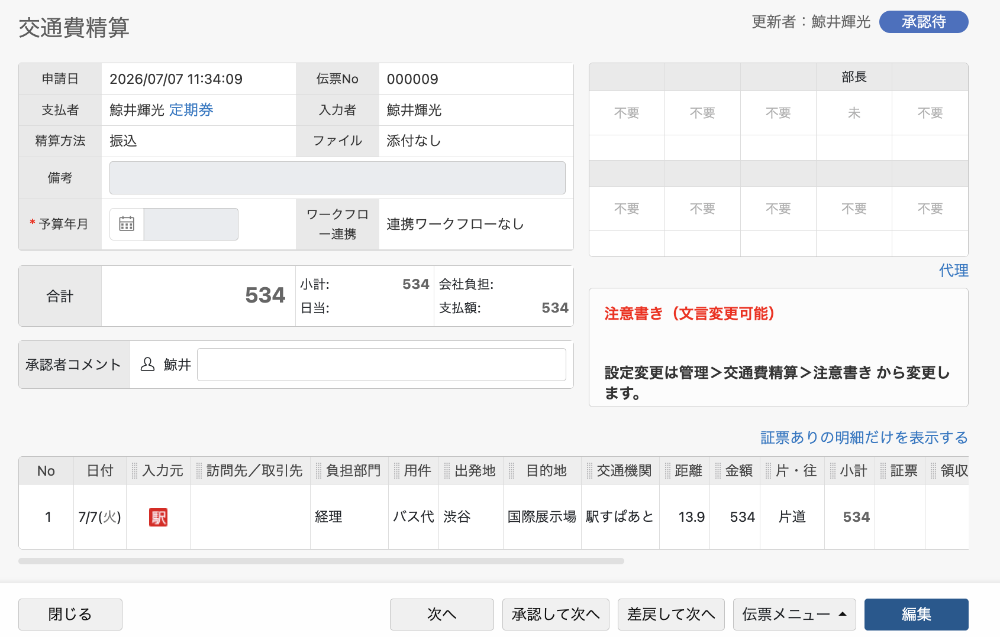 交通費精算
更新者：鯨井輝光 承認待
申請日 2026/07/07 11:34:09 伝票No 000009
支払者 鯨井輝光 定期券 入力者 鯨井輝光
精算方法 振込 ファイル 添付なし
備考
* 予算年月 ワークフロ
ー連携 連携ワークフローなし
部長
不要 不要 不要 未 不要
不要 不要 不要 不要 不要
代理
合計 534 小計: 534 会社負担:
日当: 支払額: 534
承認者コメント 鯨井
注意書き（文言変更可能）
設定変更は管理＞交通費精算＞注意書き から変更し
ます。
証票ありの明細だけを表示する
No 日付 入力元 訪問先／取引先 負担部門 用件 出発地 目的地 交通機関 距離 金額 片・往 小計 証票 領収
1 7/7(火) 駅 経理 バス代 渋谷 国際展示場 駅すぱあと 13.9 534 片道 534
閉じる 次へ 承認して次へ 差戻して次へ 伝票メニュー 編集